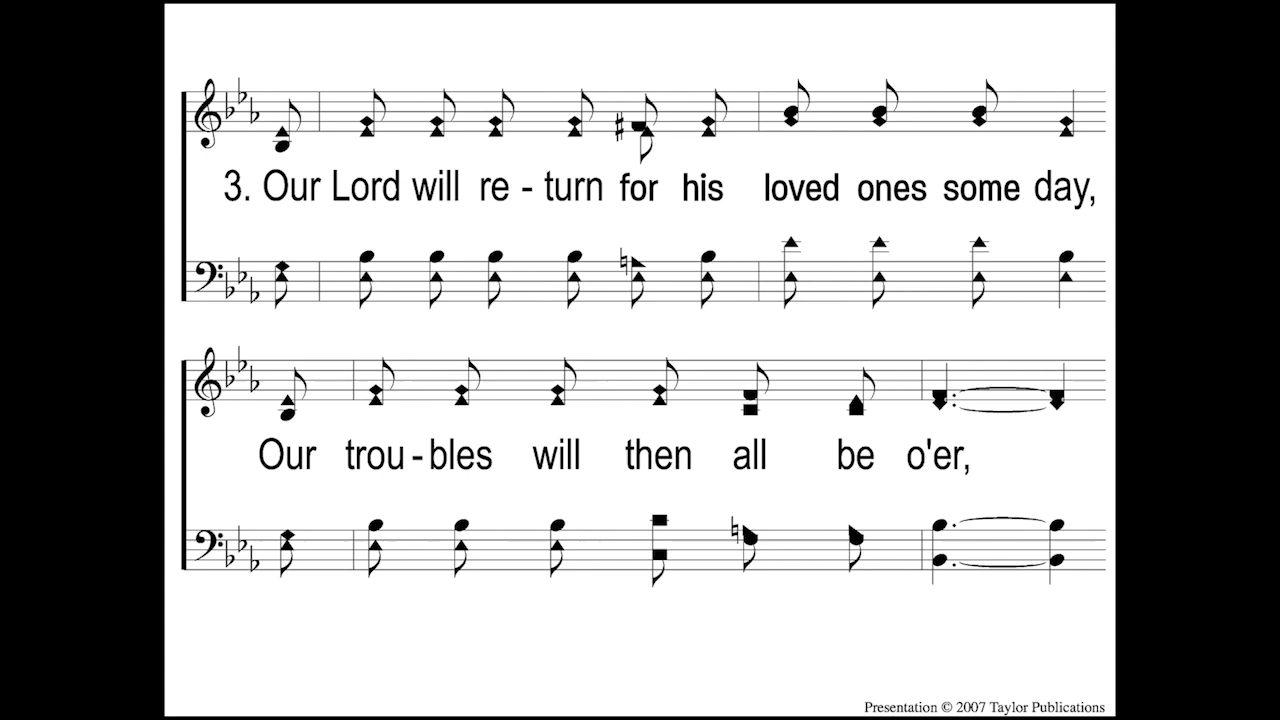 3. Our Lord will re - turn for his loved ones some day,
Our trou - bles will then all be o'er,
Presentation © 2007 Taylor Publications